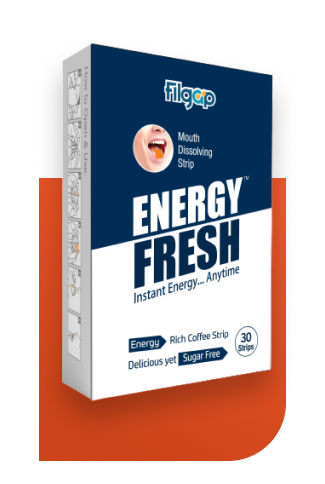 filgap
Mouth
Dissolving
Strip
ENERGY™
FRESH
Instant Energy... Anytime
Energy Rich Coffee Strip
Delicious yet Sugar Free
30
Strips
How to Open & Use